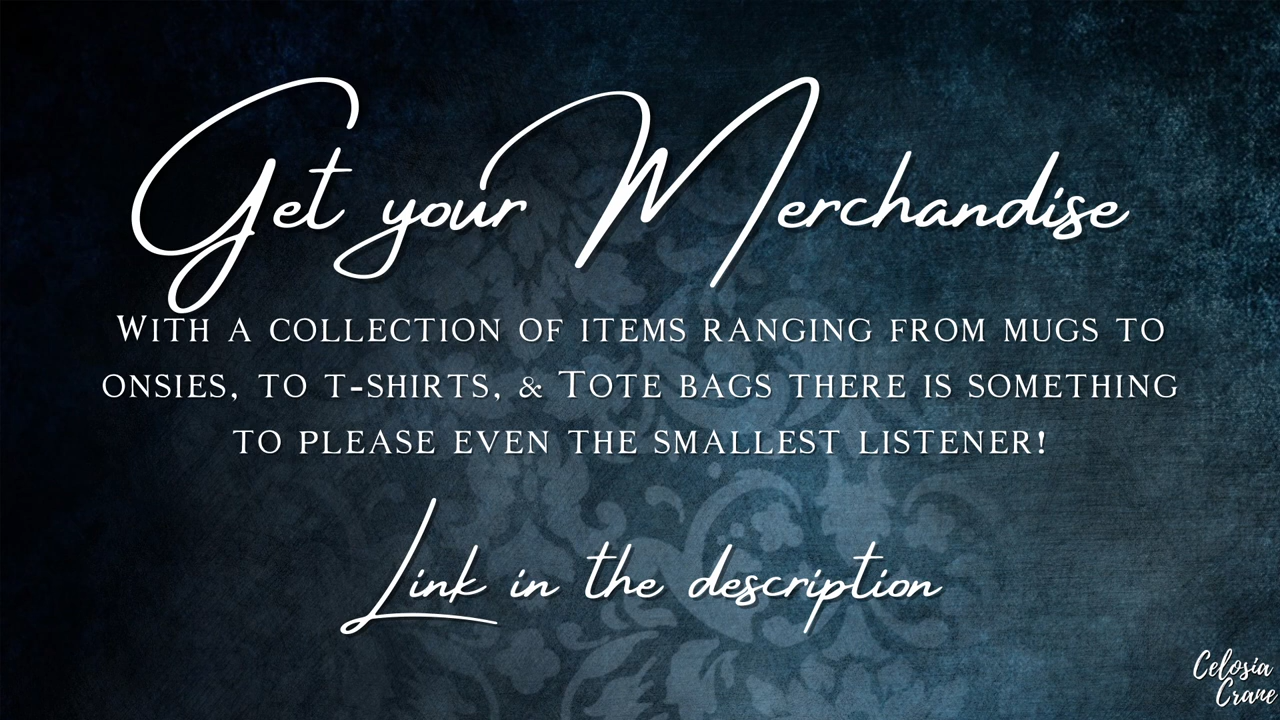 Get your Merchandise
With a collection of items ranging from mugs to
onsies, to t-shirts, & Tote bags there is something
to please even the smallest listener!
Link in the description
Celosia
Crane